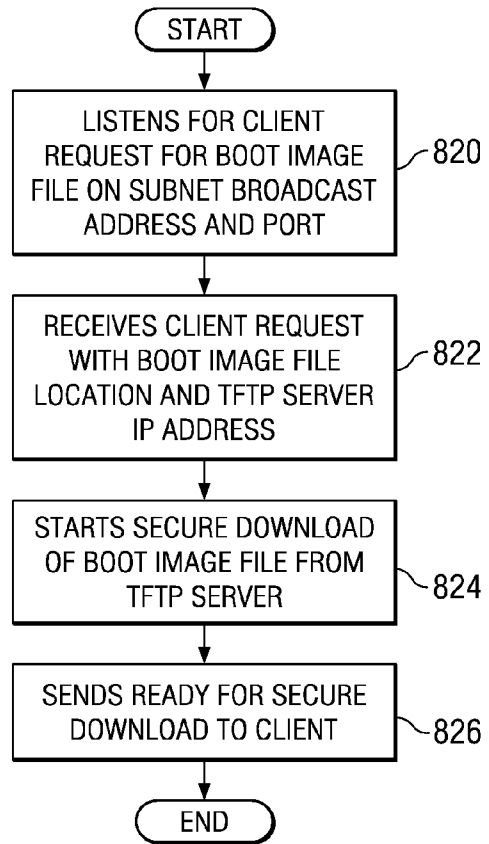 START
LISTENS FOR CLIENT
REQUEST FOR BOOT IMAGE
FILE ON SUBNET BROADCAST
ADDRESS AND PORT
820
RECEIVES CLIENT REQUEST
WITH BOOT IMAGE FILE
LOCATION AND TFTP SERVER
IP ADDRESS
822
STARTS SECURE DOWNLOAD
OF BOOT IMAGE FILE FROM
TFTP SERVER
824
SENDS READY FOR SECURE
DOWNLOAD TO CLIENT
826
END